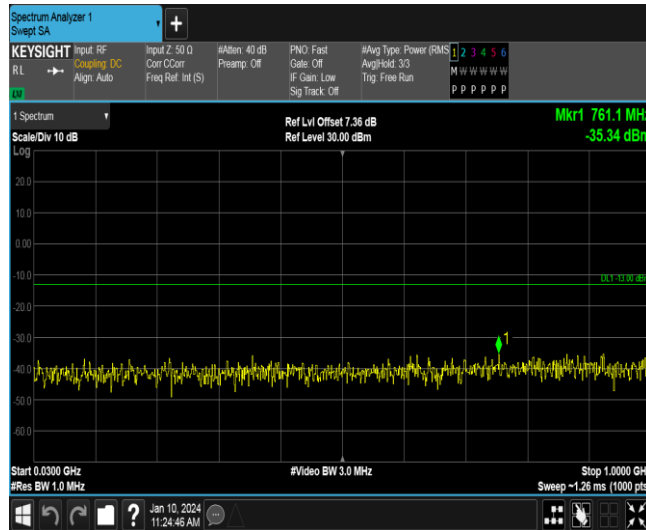 Spectrum Analyzer 1
Swept SA
KEYSIGHT
RL
LXI
Input: RF
Coupling: DC
Align: Auto
Input Z: 50 Ω
Corr CCorr
Freq Ref: Int (S)
#Atten: 40 dB
Preamp: Off
PNO: Fast
Gate: Off
IF Gain: Low
Sig Track: Off
#Avg Type: Power (RMS
Avg|Hold: 3/3
Trig: Free Run
1 2 3 4 5 6
M W W W W W
P P P P P P
1 Spectrum
Scale/Div 10 dB
Ref Lvl Offset 7.36 dB
Ref Level 30.00 dBm
Mkr1 761.1 MHz
-35.34 dBm
Log
20.0
10.0
0.00
-10.0
DL1 -13.00 dB
-20.0
-30.0
1
-40.0
-50.0
-60.0
Start 0.0300 GHz
#Res BW 1.0 MHz
#Video BW 3.0 MHz
Stop 1.0000 GH
Sweep ~1.26 ms (1000 pts
?
Jan 10, 2024
11:24:46 AM